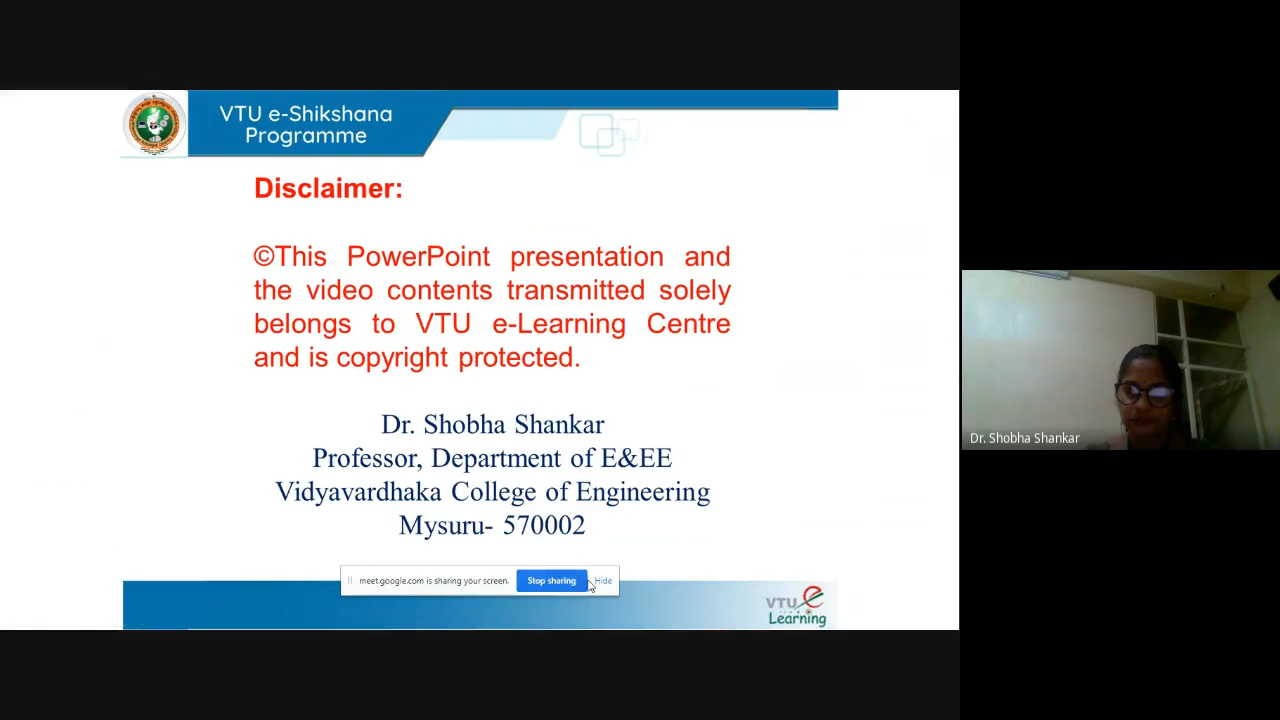 VTU e-Shikshana
Programme
Disclaimer:
©This PowerPoint presentation and
the video contents transmitted solely
belongs to VTU e-Learning Centre
and is copyright protected.
Dr. Shobha Shankar
Professor, Department of E&EE
Vidyavardhaka College of Engineering
Mysuru- 570002
meet.google.com is sharing your screen.
Stop sharing
Hide
VTU e
Learning
Dr. Shobha Shankar